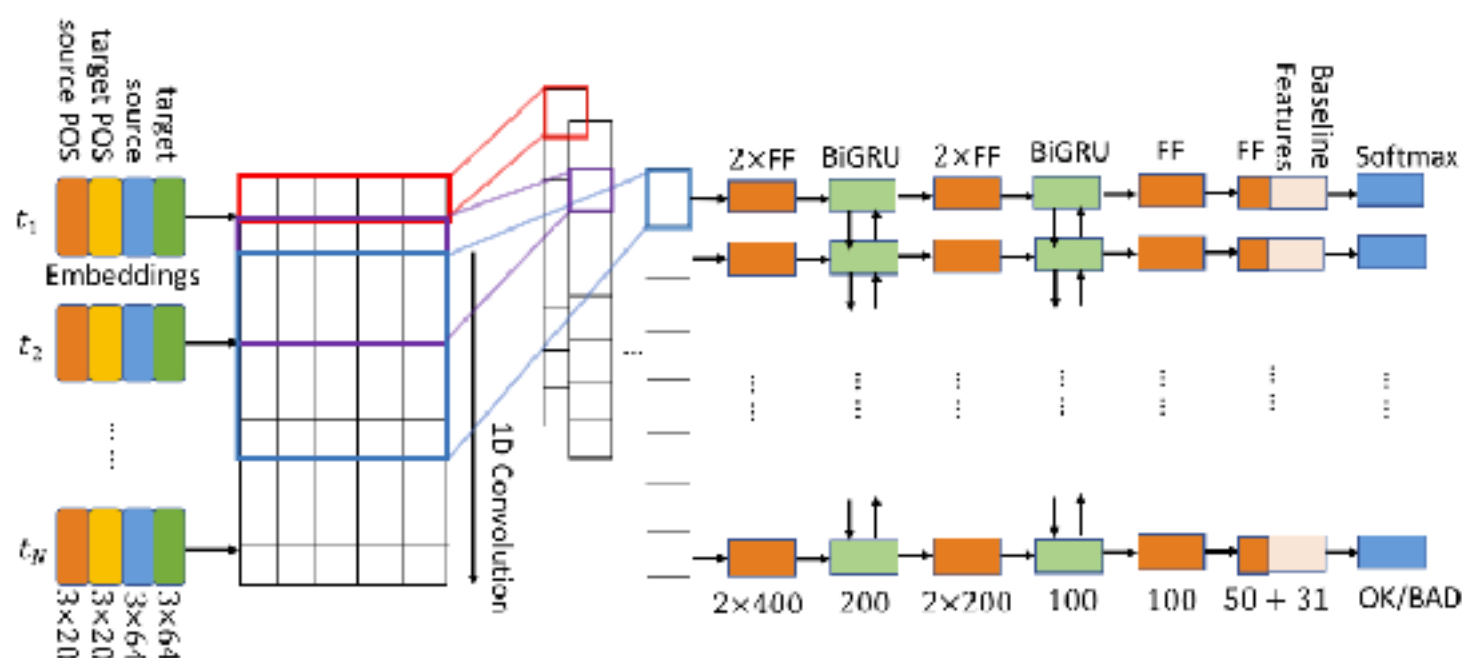 source POS
target POS
source
target
t1
Embeddings
t2
...
tN
3×20
3×20
3×64
3×64
1D Convolution
...
2×FF
BiGRU
2×FF
BiGRU
FF
FF
Baseline
Features
Softmax
2×400
200
2×200
100
100
50 + 31
OK/BAD